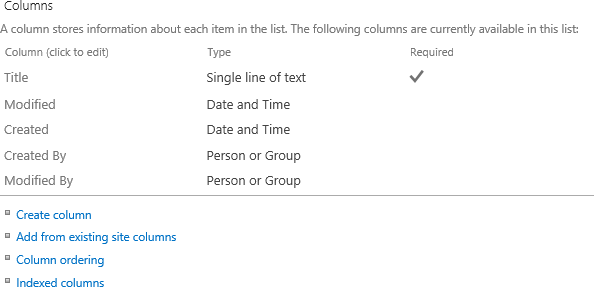 Columns
A column stores information about each item in the list. The following columns are currently available in this list:
Column (click to edit) Type Required
Title Single line of text
Modified Date and Time
Created Date and Time
Created By Person or Group
Modified By Person or Group
Create column
Add from existing site columns
Column ordering
Indexed columns